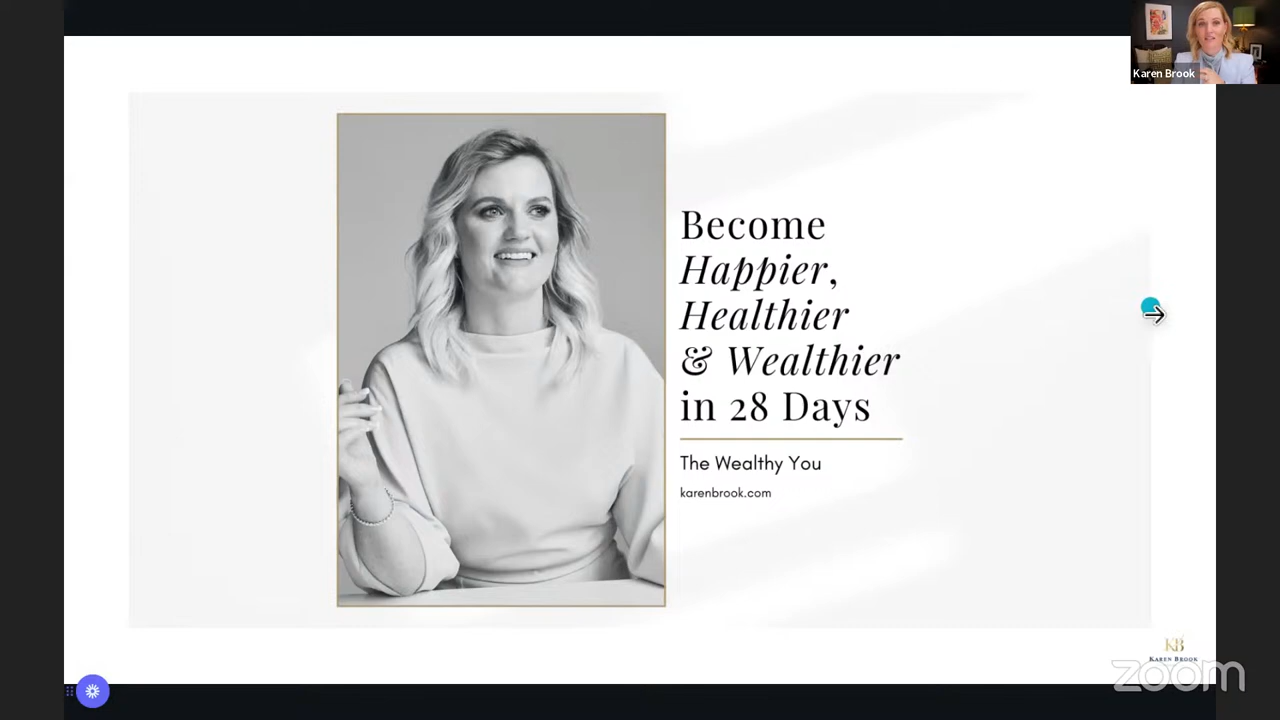 Karen Brook
Become
Happier,
Healthier
& Wealthier
in 28 Days
The Wealthy You
karenbrook.com
KB
KAREN BROOK
zoom